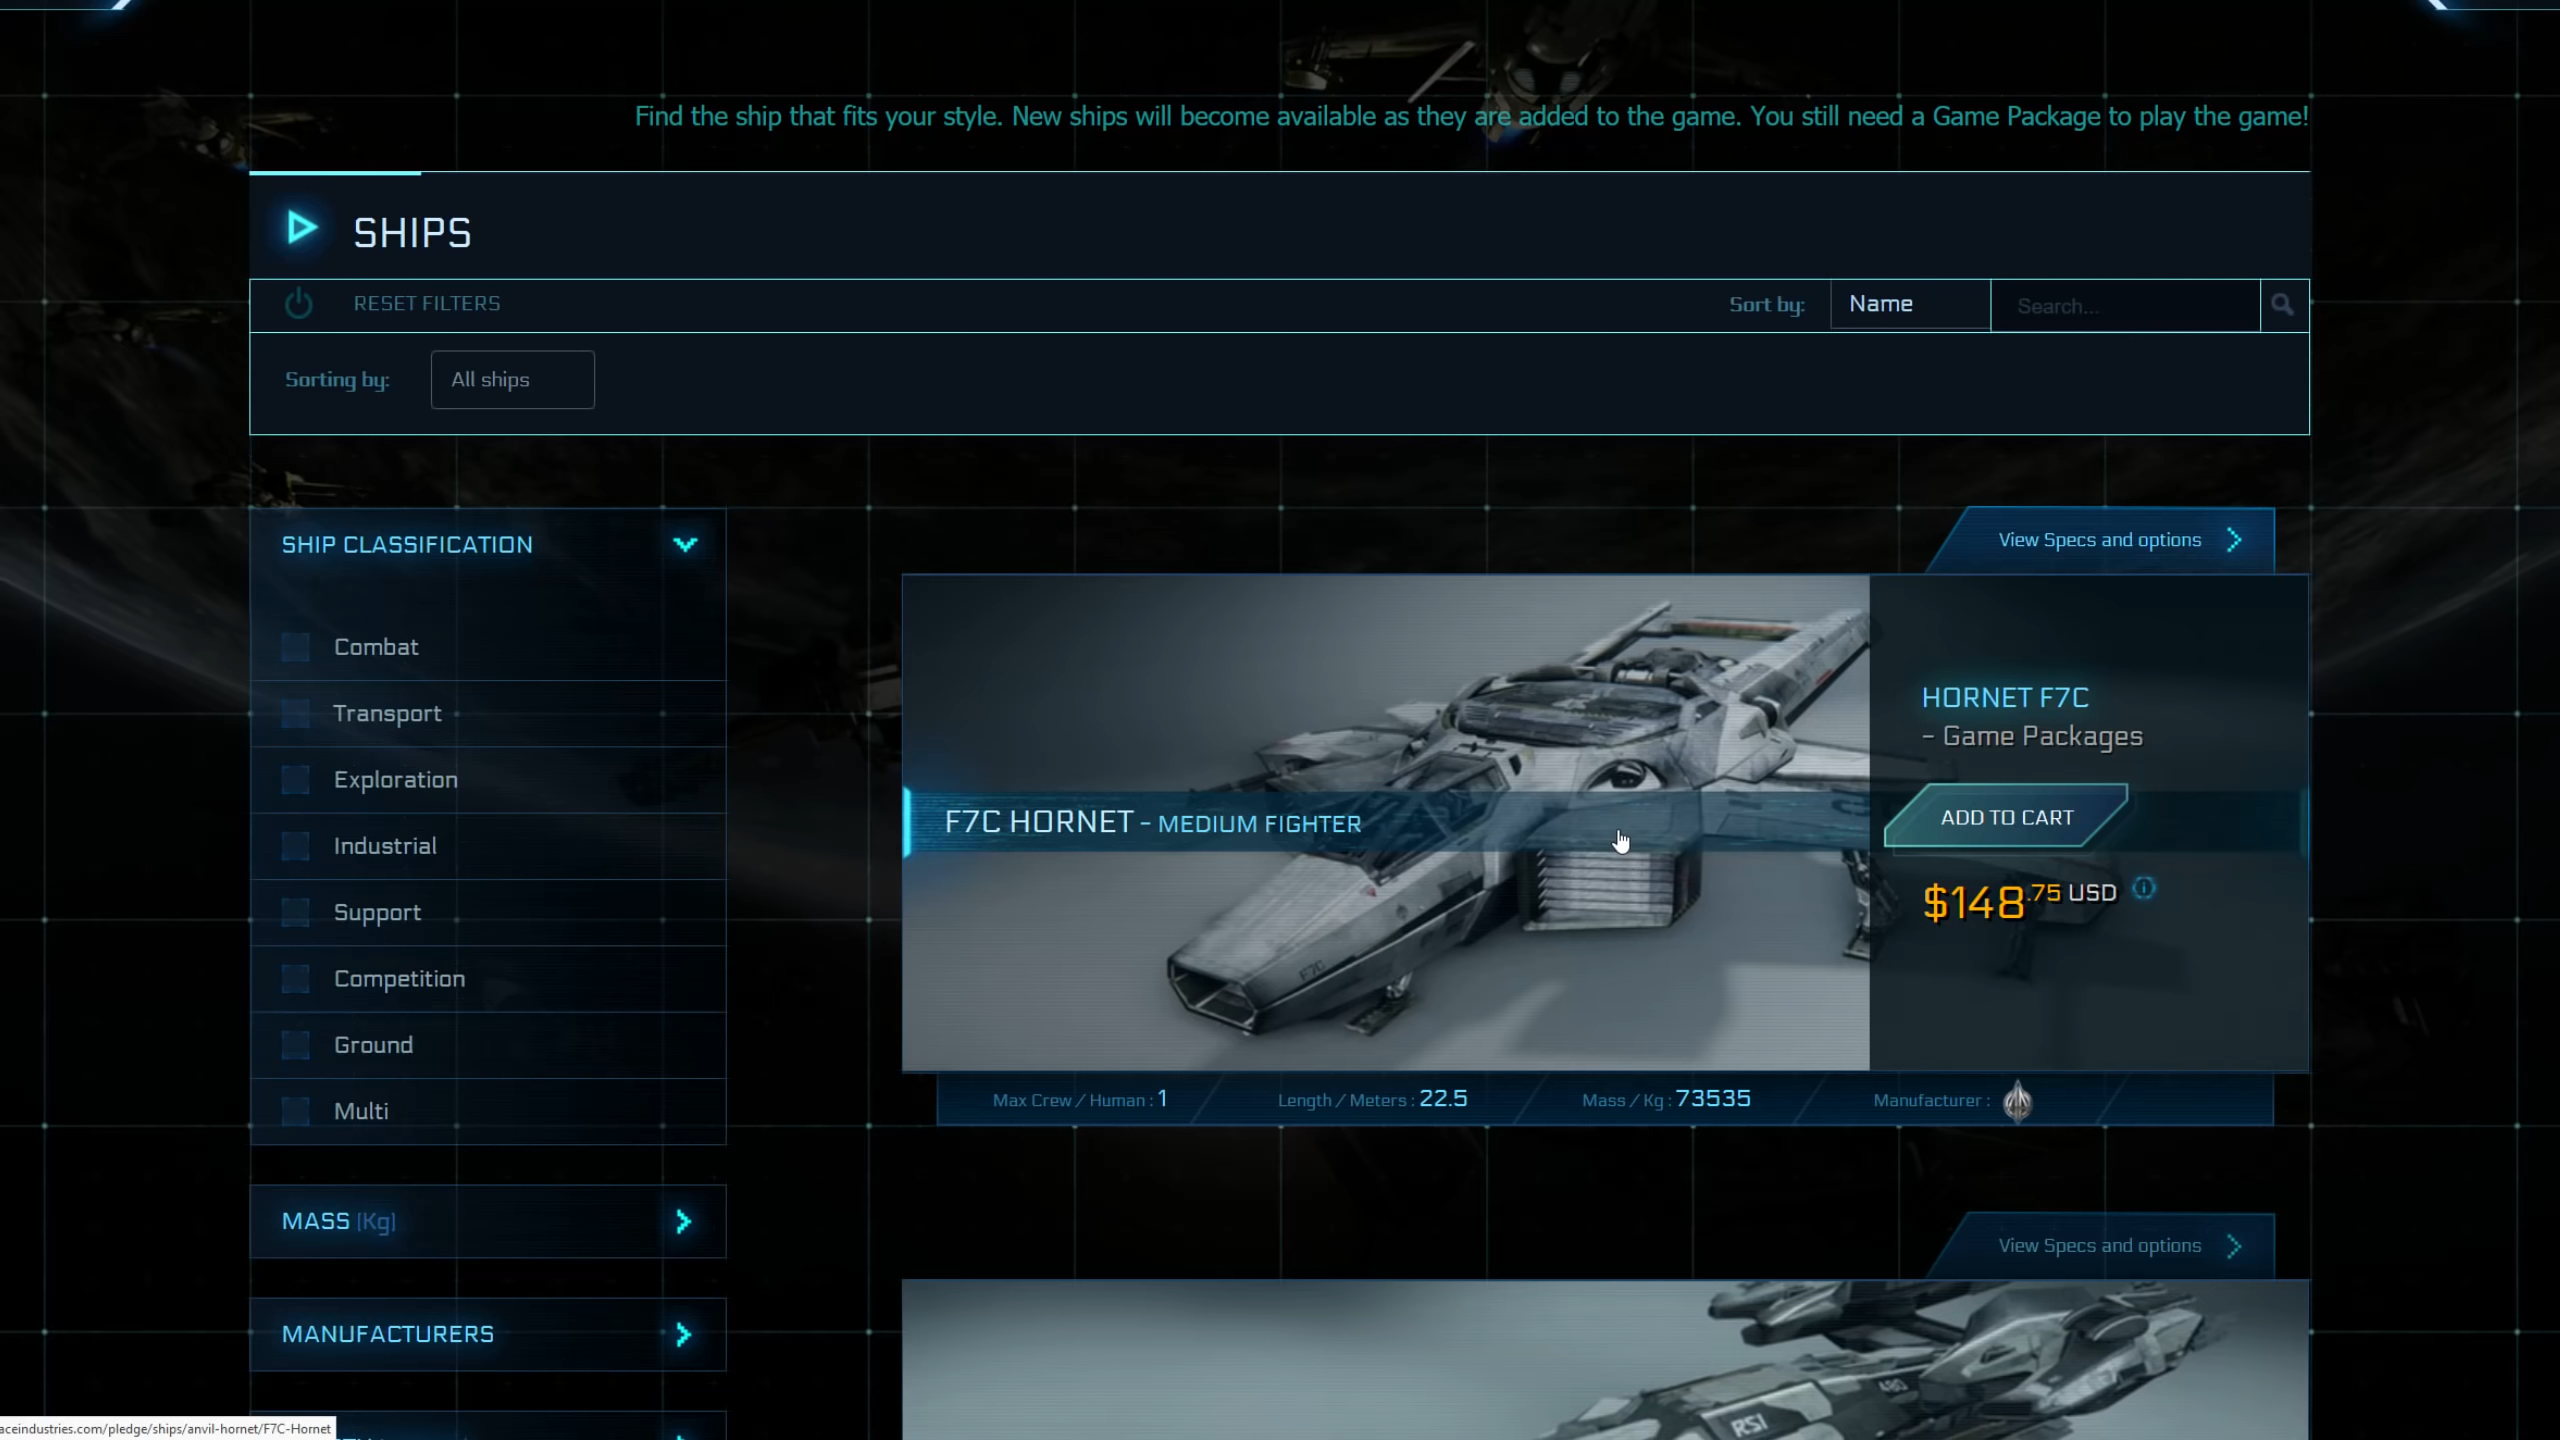 Find the ship that fits your style. New ships will become available as they are added to the game. You still need a Game Package to play the game!
SHIPS
RESET FILTERS
Sort by:
Name
Search...
Sorting by:
All ships
SHIP CLASSIFICATION
Combat
Transport
Exploration
Industrial
Support
Competition
Ground
Multi
MASS (Kg)
MANUFACTURERS
View Specs and options
F7C HORNET - MEDIUM FIGHTER
F7C
HORNET F7C
- Game Packages
ADD TO CART
$148.75 USD
Max Crew / Human : 1
Length / Meters : 22.5
Mass / Kg : 73535
Manufacturer :
View Specs and options
480
RSI
aceindustries.com/pledge/ships/anvil-hornet/F7C-Hornet